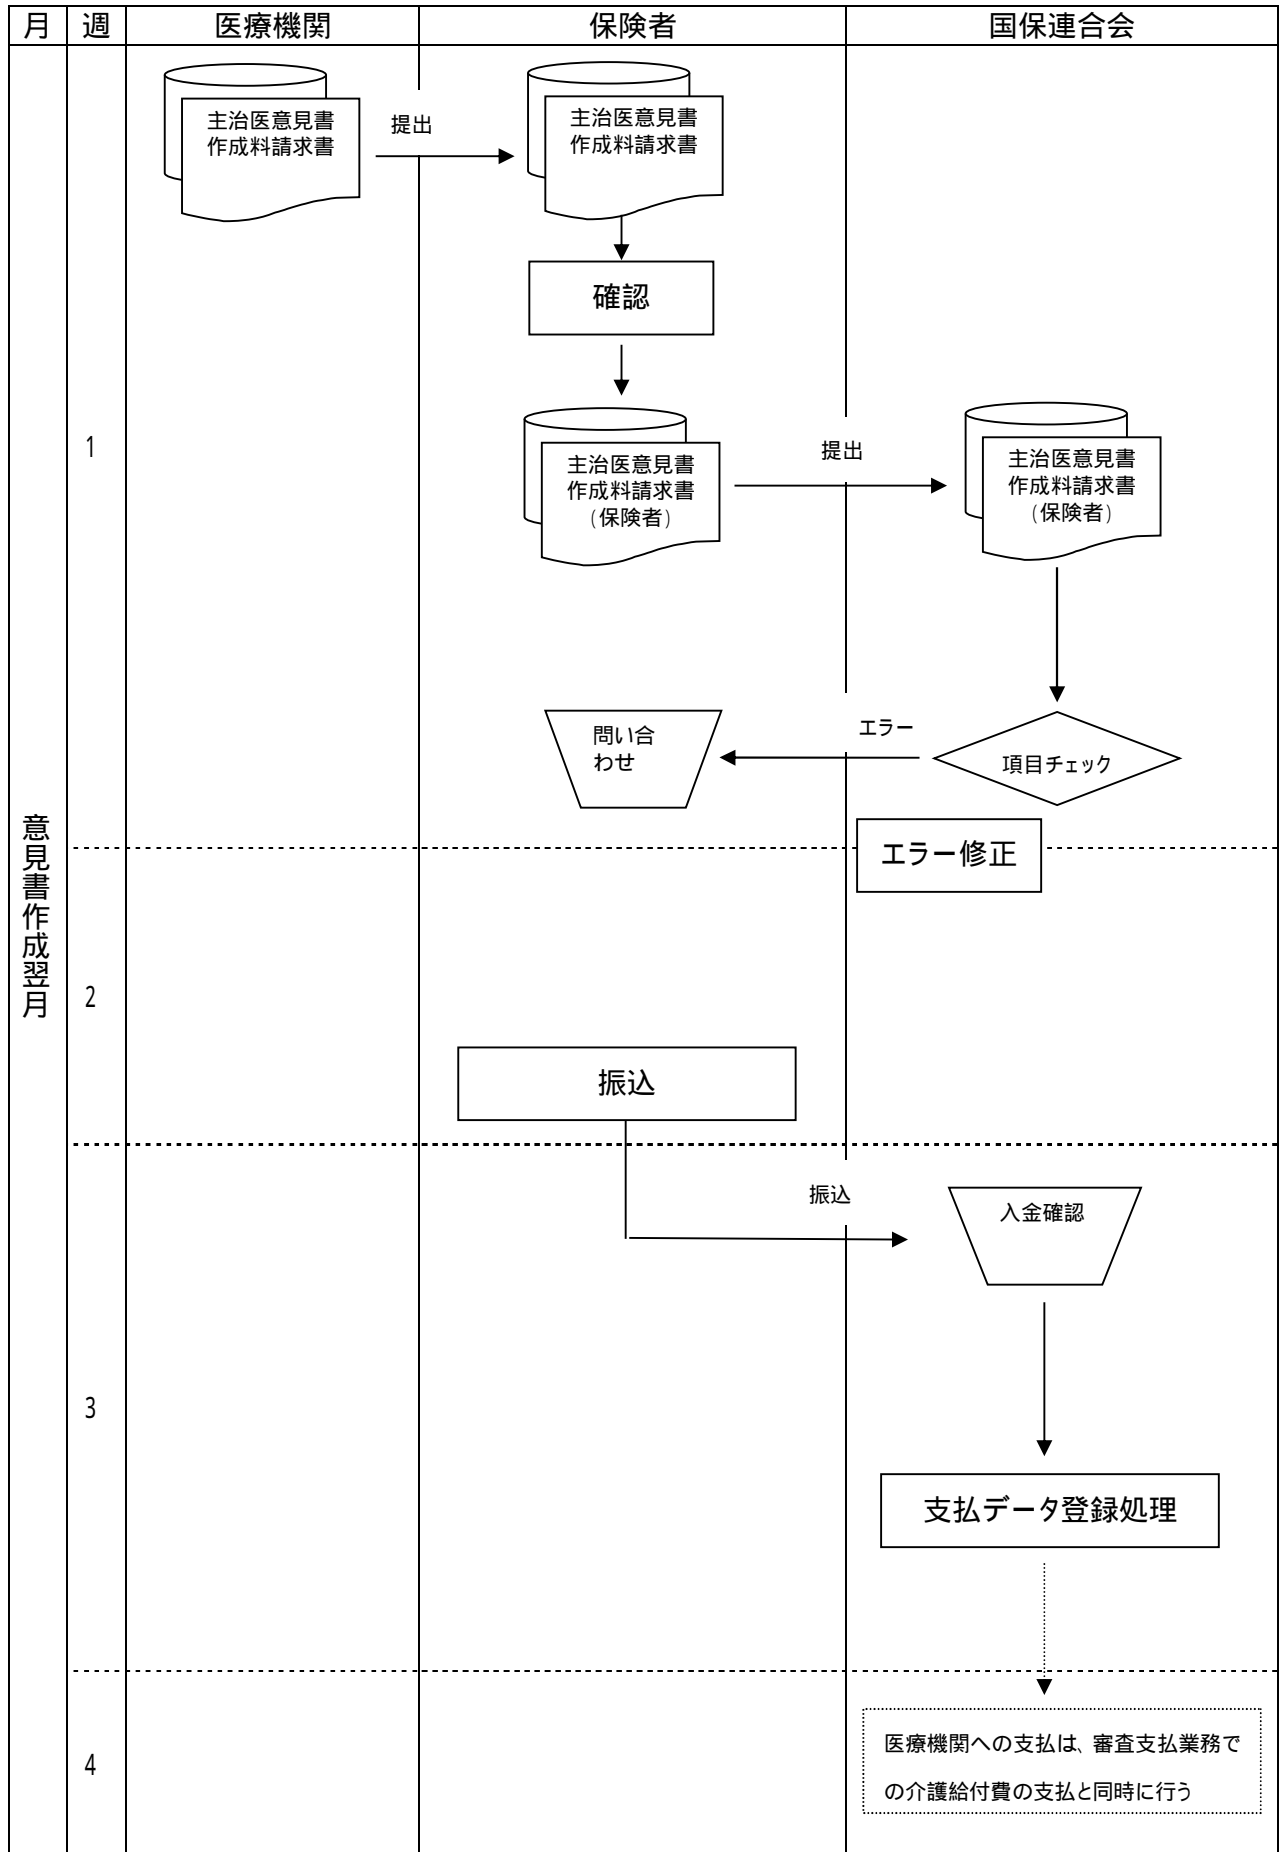 月 週 医療機関 保険者 国保連合会
主治医意見書
作成料請求書
提出
主治医意見書
作成料請求書
確認
1
主治医意見書
作成料請求書
(保険者)
提出
主治医意見書
作成料請求書
(保険者)
問い合
わせ
エラー
項目チェック
エラー修正
意見書作成翌月
2
振込
振込
入金確認
3
支払データ登録処理
4
医療機関への支払は、審査支払業務で
の介護給付費の支払と同時に行う